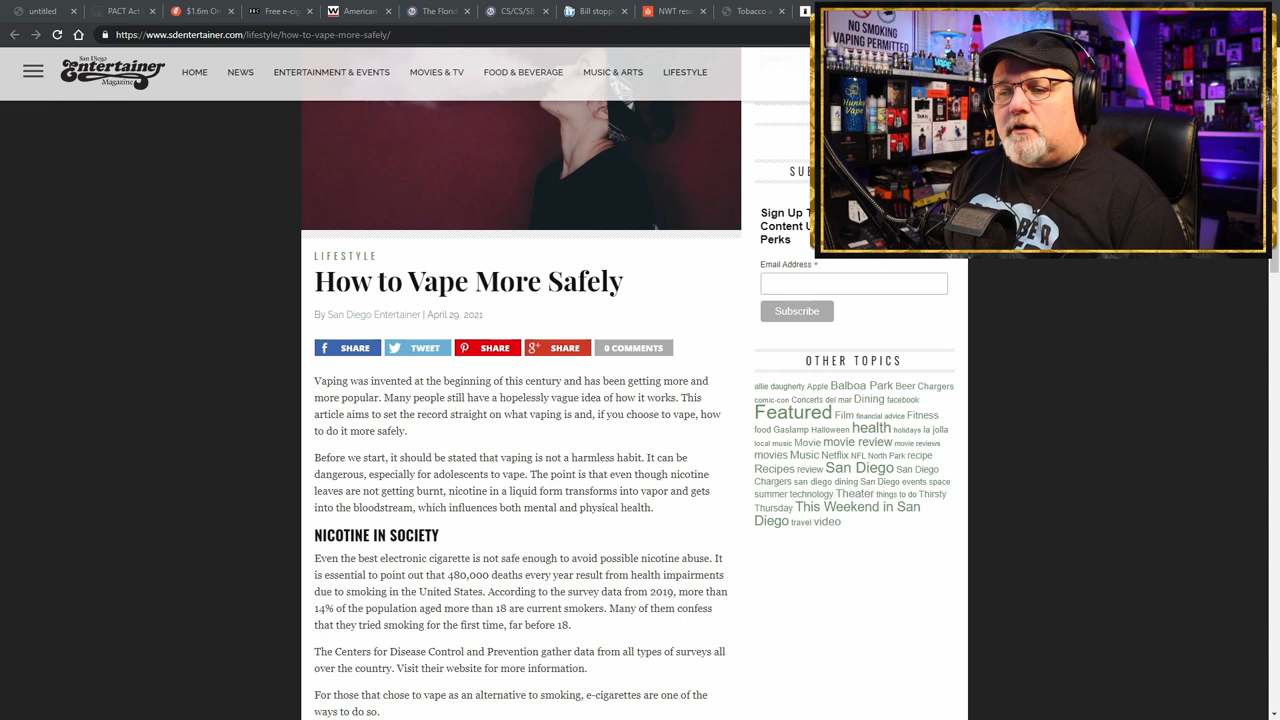 vaping
PACT Act
$1.6m On
Free e-cig
American
The Florid
CS/CS/SB
Bill stopp
NWT resi
Tobacco a
https://www.sdentertainer.com/lifestyle/how-to-vape-more-safely/
San Diego
Entertainer
Magazine
HOME
NEWS
ENTERTAINMENT & EVENTS
MOVIES & TV
FOOD & BEVERAGE
MUSIC & ARTS
LIFESTYLE
NO SMOKING
VAPING PERMITTED
VAPE
Hunky
Vape
SUB
Sign Up T
Content U
Perks
Email Address *
Subscribe
LIFESTYLE
How to Vape More Safely
By San Diego Entertainer | April 29, 2021
SHARE
TWEET
SHARE
SHARE
0 COMMENTS
Vaping was invented at the beginning of this century and has been getting more and
more popular. Many people still have a hopelessly vague idea of how it works. This
article aims to set the record straight on what vaping is and, if you choose to vape, how
to do it more safely.
Before we start, it should be stated that vaping is not a harmless habit. It can be
dangerous, especially for adolescents to vape. The point is that even though nicotine
leaves are not getting burnt, nicotine in a liquid form transforms into vapor and gets
into the bloodstream, which influences both mental and physical health.
NICOTINE IN SOCIETY
Even the best electronic cigarette is not safe enough to avoid possible nicotine abuse. It
is essential to point out that 480,000 deaths every year result from health impairments
due to smoking in the United States. According to the survey data from 2019, more than
14% of the population aged more than 18 are current smokers. Many of them confess
that they tried smoking for the first time, far before 18.
The Centers for Disease Control and Prevention gather data from all types of surveys all
over the country. Visit their website for more information.
For those that chose to vape as an alternative to smoking, e-cigarettes are one of the
ways to do so.
OTHER TOPICS
allie daugherty Apple Balboa Park Beer Chargers
comic-con Concerts del mar Dining facebook
Featured Film financial advice Fitness
food Gaslamp Halloween health holidays la jolla
local music Movie movie review movie reviews
movies Music Netflix NFL North Park recipe
Recipes review San Diego San Diego
Chargers san diego dining San Diego events space
summer technology Theater things to do Thirsty
Thursday This Weekend in San
Diego travel video